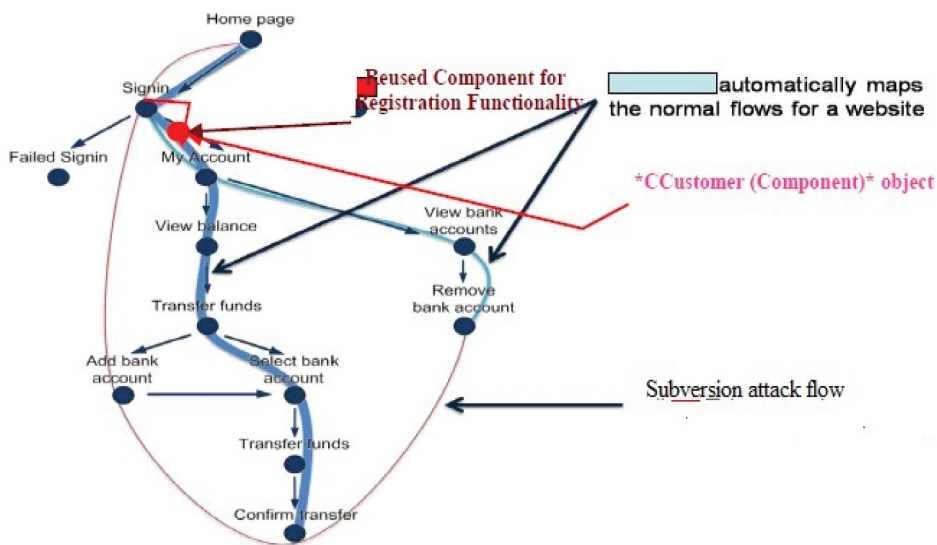 Home page
Signin
Reused Component for
Registration Functionality
automatically maps
the normal flows for a website
Failed Signin
My Account
*CCustomer (Component)* object
View balance
View bank
accounts
Transfer funds
Remove
bank account
Add bank
account
Select bank
account
Subversion attack flow
Transfer funds
Confirm transfer